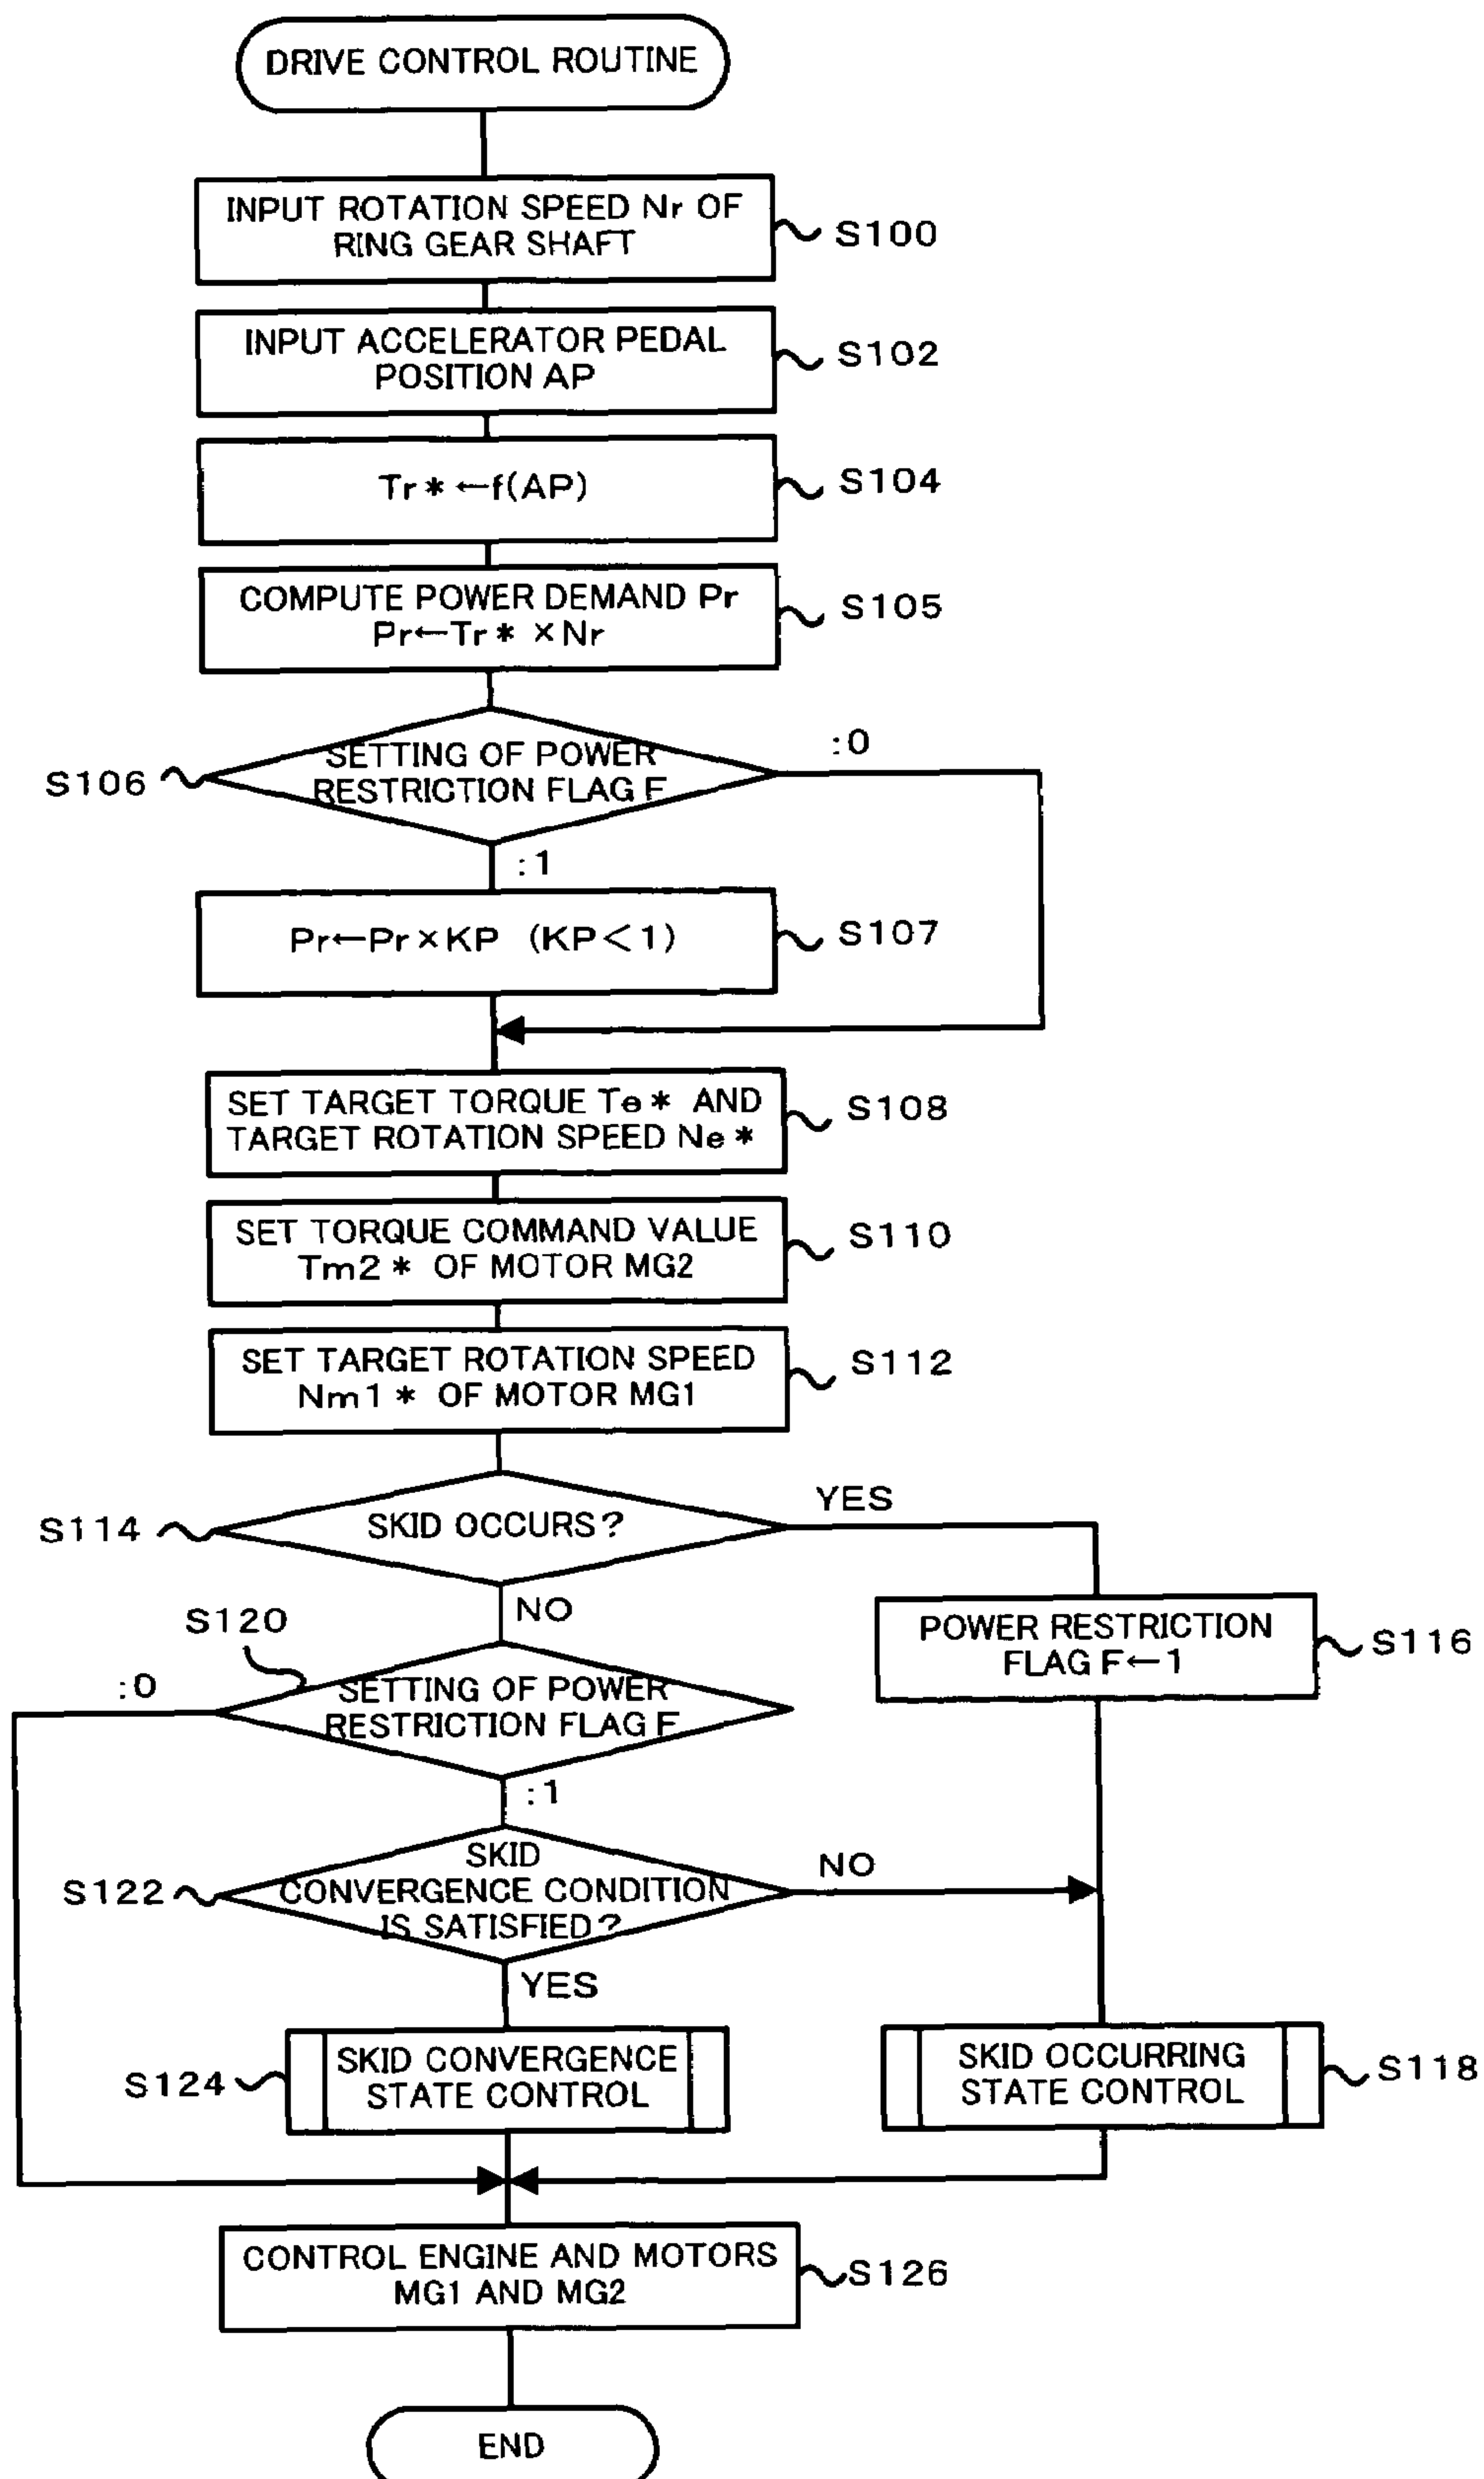 DRIVE CONTROL ROUTINE
INPUT ROTATION SPEED Nr OF
RING GEAR SHAFT
S100
INPUT ACCELERATOR PEDAL
POSITION AP
S102
Tr*←f(AP)
S104
COMPUTE POWER DEMAND Pr
Pr←Tr*×Nr
S105
SETTING OF POWER
RESTRICTION FLAG F
S106
:0
:1
Pr←Pr×KP (KP<1)
S107
SET TARGET TORQUE Te* AND
TARGET ROTATION SPEED Ne*
S108
SET TORQUE COMMAND VALUE
Tm2* OF MOTOR MG2
S110
SET TARGET ROTATION SPEED
Nm1* OF MOTOR MG1
S112
SKID OCCURS?
S114
YES
NO
POWER RESTRICTION
FLAG F←1
S116
S120
:0
SETTING OF POWER
RESTRICTION FLAG F
:1
SKID
CONVERGENCE CONDITION
IS SATISFIED?
S122
NO
YES
SKID CONVERGENCE
STATE CONTROL
S124
SKID OCCURRING
STATE CONTROL
S118
CONTROL ENGINE AND MOTORS
MG1 AND MG2
S126
END